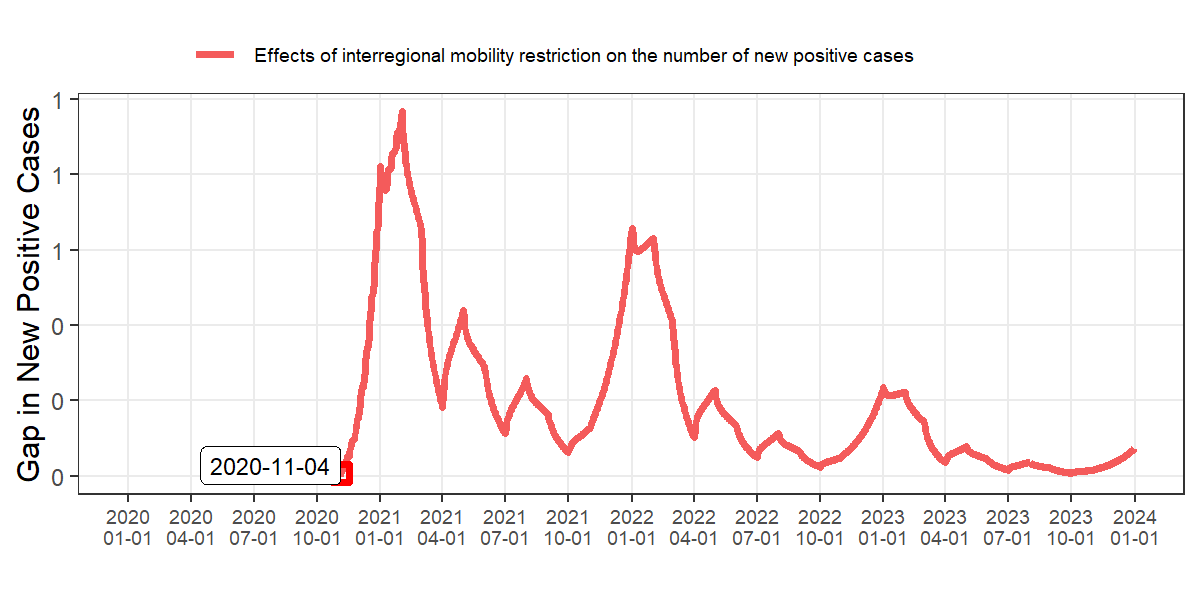 Effects of interregional mobility restriction on the number of new positive cases
Gap in New Positive Cases
1
1
1
0
0
0
2020-11-04
2020 2020 2020 2020 2021 2021 2021 2021 2022 2022 2022 2022 2023 2023 2023 2023 2024
01-01 04-01 07-01 10-01 01-01 04-01 07-01 10-01 01-01 04-01 07-01 10-01 01-01 04-01 07-01 10-01 01-01